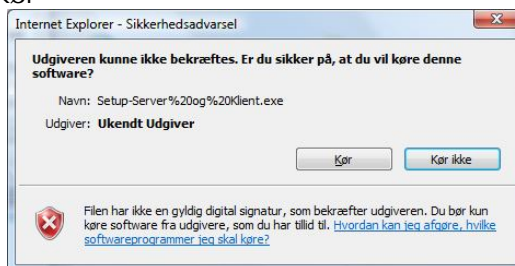 Kør
Internet Explorer - Sikkerhedsadvarsel
Udgiveren kunne ikke bekræftes. Er du sikker på, at du vil køre denne
software?
Navn: Setup-Server%20og%20Klient.exe
Udgiver: Ukendt Udgiver
Kør Kør ikke
Filen har ikke en gyldig digital signatur, som bekræfter udgiveren. Du bør kun
køre software fra udgivere, som du har tillid til. Hvordan kan jeg afgøre, hvilke
softwareprogrammer jeg skal køre?